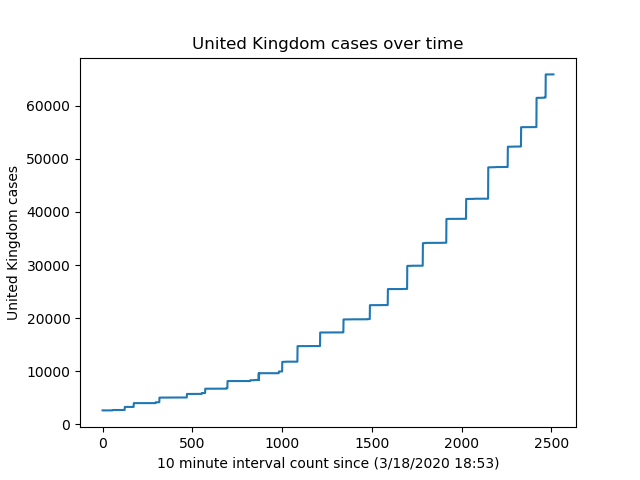 United Kingdom cases over time
60000
50000
40000
30000
20000
10000
0
United Kingdom cases
0 500 1000 1500 2000 2500
10 minute interval count since (3/18/2020 18:53)